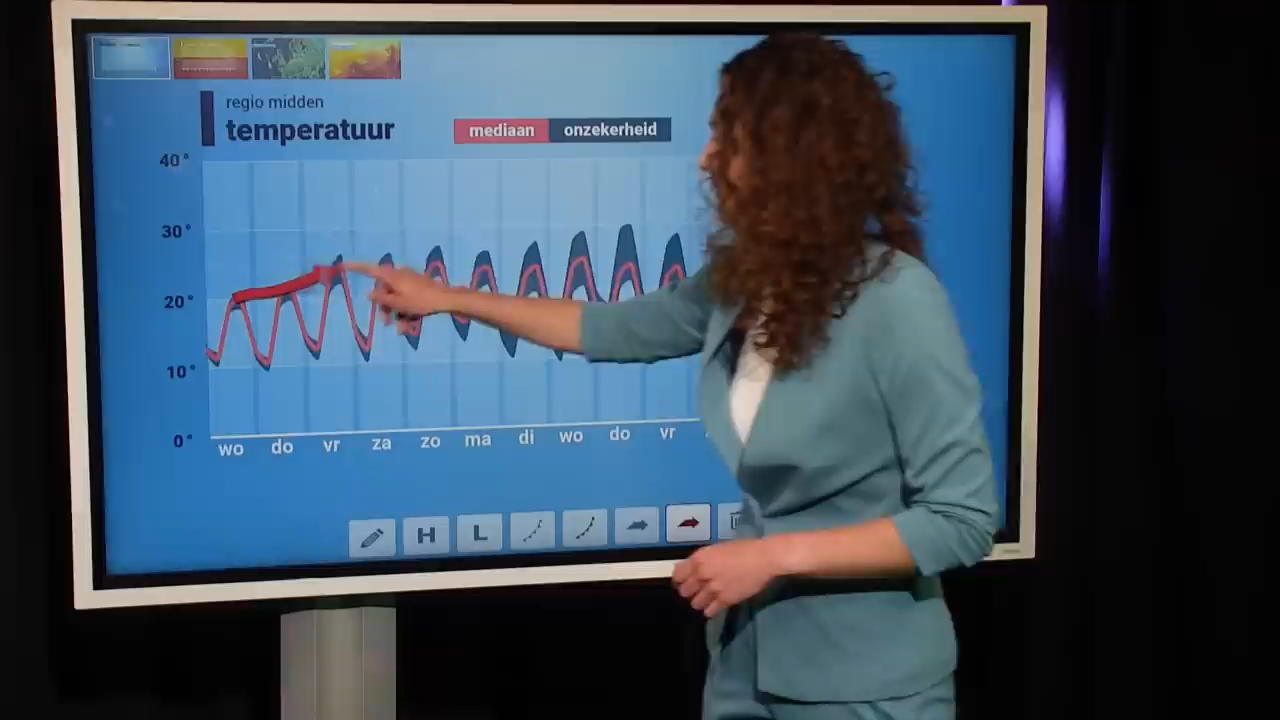 regio midden
temperatuur
mediaan onzekerheid
40°
30°
20°
10°
0°
wo do vr za zo ma di wo do vr
H L